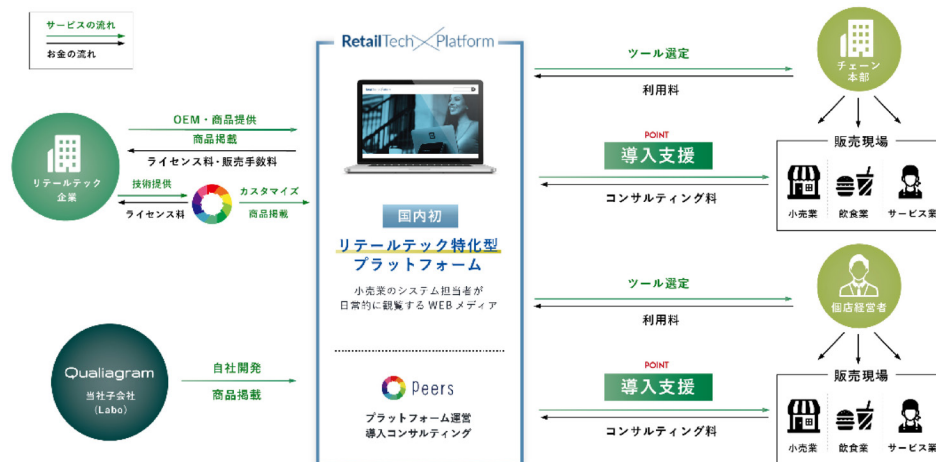 サービスの流れ
お金の流れ
リテールテック
企業
OEM・商品提供
商品掲載
ライセンス料・販売手数料
技術提供
ライセンス料
カスタマイズ
商品掲載
Qualiagram
当社子会社
(Labo)
自社開発
商品掲載
RetailTech Platform
国内初
リテールテック特化型
プラットフォーム
小売業のシステム担当者が
日常的に観覧するWEBメディア
Peers
プラットフォーム運営
導入コンサルティング
ツール選定
利用料
POINT
導入支援
コンサルティング料
チェーン
本部
販売現場
小売業
飲食業
サービス業
ツール選定
利用料
POINT
導入支援
コンサルティング料
個店経営者
販売現場
小売業
飲食業
サービス業